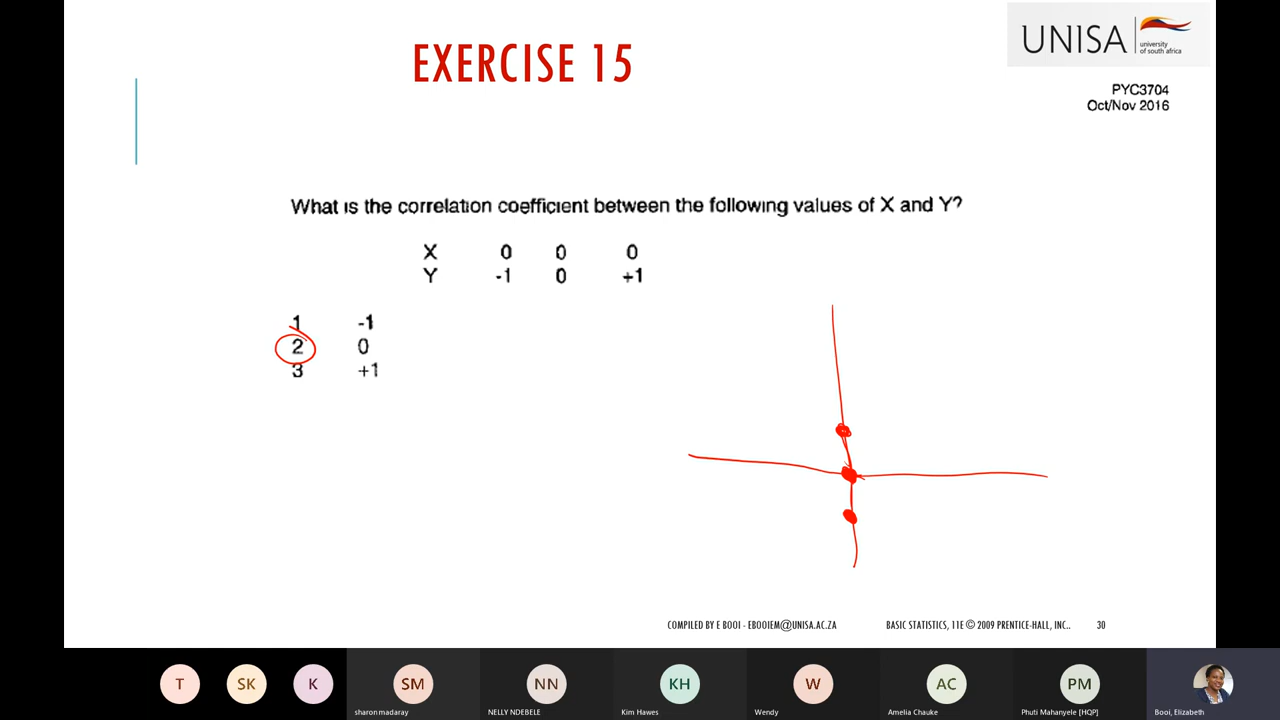 EXERCISE 15
UNISA
university
of south africa
PYC3704
Oct/Nov 2016
What is the correlation coefficient between the following values of X and Y?
X 0 0 0
Y -1 0 +1
1 -1
2 0
3 +1
COMPILED BY E BOOI - EBOOIEM@UNISA.AC.ZA
BASIC STATISTICS, 11E © 2009 PRENTICE-HALL, INC..
30
T
SK
K
SM
NN
KH
W
AC
PM
sharon madaray
NELLY NDEBELE
Kim Hawes
Wendy
Amelia Chauke
Phuti Mahanyele [HQP]
Booi, Elizabeth